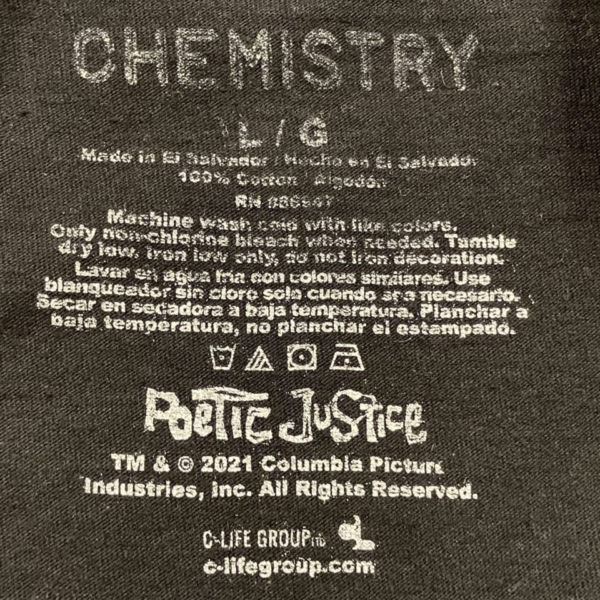 CHEMISTRY
L / G
Made in El Salvador / Hecho en El Salvador
100% Cotton / Algodón
RN
Machine wash cold with like colors.
Only non-chlorine bleach when needed. Tumble
dry low, iron low only, do not iron decoration.
Lavar en agua fria con colores similares. Use
blanqueador sin cloro solo cuando sea necesario.
Secar en secadora a baja temperatura. Planchar a
baja temperatura, no planchar el estampado.
POETIC JUSTICE
TM & © 2021 Columbia Picture
Industries, Inc. All Rights Reserved.
C-LIFE GROUP LTD
c-lifegroup.com